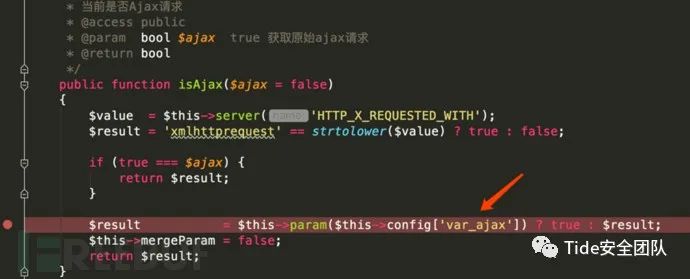 * 当前是否Ajax请求
* @access public
* @param  bool $ajax  true 获取原始ajax请求
* @return bool
*/
public function isAjax($ajax = false)
{
    $value  = $this->server( name: 'HTTP_X_REQUESTED_WITH');
    $result = 'xmlhttprequest' == strtolower($value) ? true : false;
    if (true === $ajax) {
        return $result;
    }
    $result           = $this->param($this->config['var_ajax']) ? true : $result;
    $this->mergeParam = false;
    return $result;
}
FREEBUF
Tide安全团队